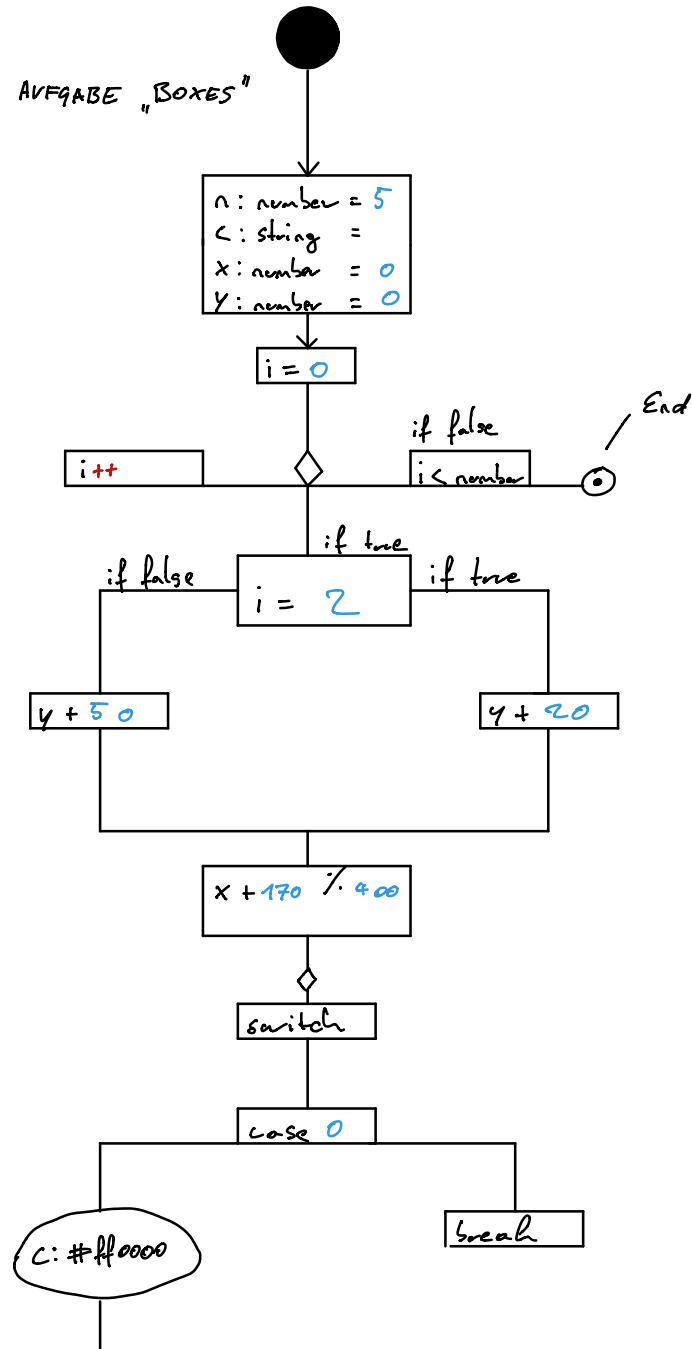 AUFGABE „BOXES"
n: number = 5
c: string =
x: number = 0
y: number = 0
i = 0
End
if false
i++
i < number
if true
if false
if true
i = 2
y + 50
y + 20
x + 170 % 400
switch
case 0
c: #ff0000
break